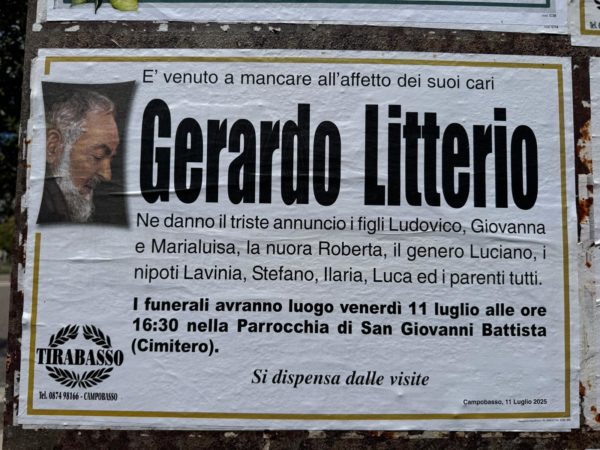 E' venuto a mancare all'affetto dei suoi cari
Gerardo Litterio
Ne danno il triste annuncio i figli Ludovico, Giovanna
e Marialuisa, la nuora Roberta, il genero Luciano, i
nipoti Lavinia, Stefano, Ilaria, Luca ed i parenti tutti.
I funerali avranno luogo venerdì 11 luglio alle ore
16:30 nella Parrocchia di San Giovanni Battista
(Cimitero).
TIRABASSO
Tel. 0874 98166 - CAMPOBASSO
Si dispensa dalle visite
Campobasso, 11 Luglio 2025